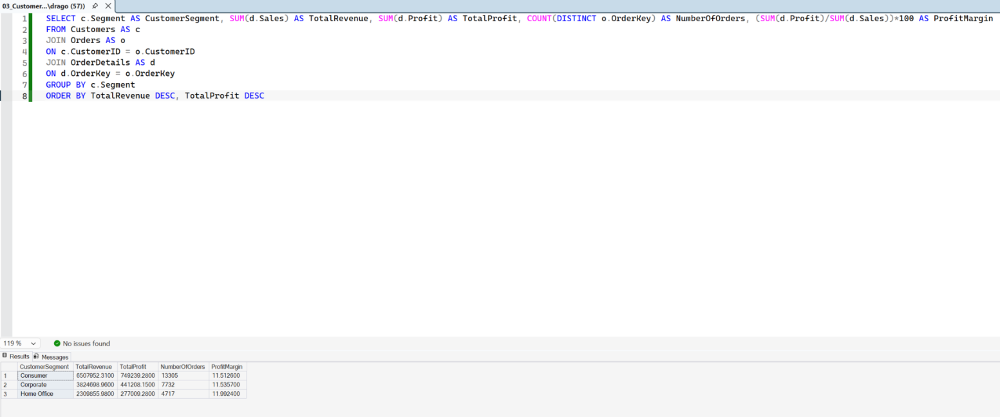 03_Customer...\drago (57))
1 SELECT c.Segment AS CustomerSegment, SUM(d.Sales) AS TotalRevenue, SUM(d.Profit) AS TotalProfit, COUNT(DISTINCT o.OrderKey) AS NumberOfOrders, (SUM(d.Profit)/SUM(d.Sales))*100 AS ProfitMargin
2 FROM Customers AS c
3 JOIN Orders AS o
4 ON c.CustomerID = o.CustomerID
5 JOIN OrderDetails AS d
6 ON d.OrderKey = o.OrderKey
7 GROUP BY c.Segment
8 ORDER BY TotalRevenue DESC, TotalProfit DESC
119 % No issues found
Results Messages
CustomerSegment TotalRevenue TotalProfit NumberOfOrders ProfitMargin
1 Consumer 6507952.3100 749239.2800 13305 11.512600
2 Corporate 3824698.9600 441208.1500 7732 11.535700
3 Home Office 2309855.9800 277009.2800 4717 11.992400